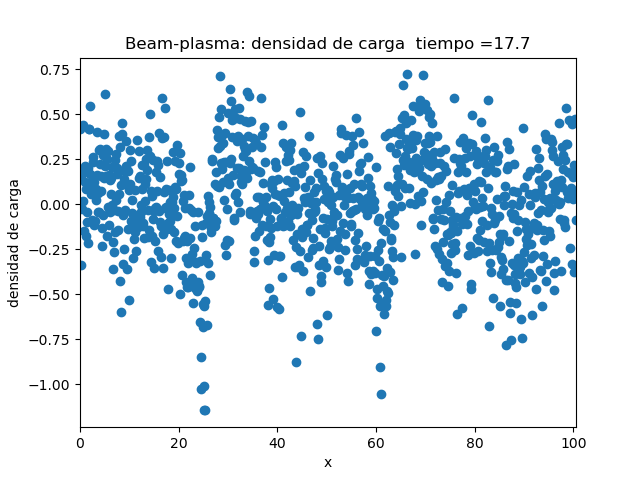 Beam-plasma: densidad de carga  tiempo =17.7
densidad de carga
0.75
0.50
0.25
0.00
−0.25
−0.50
−0.75
−1.00
0 20 40 60 80 100
x